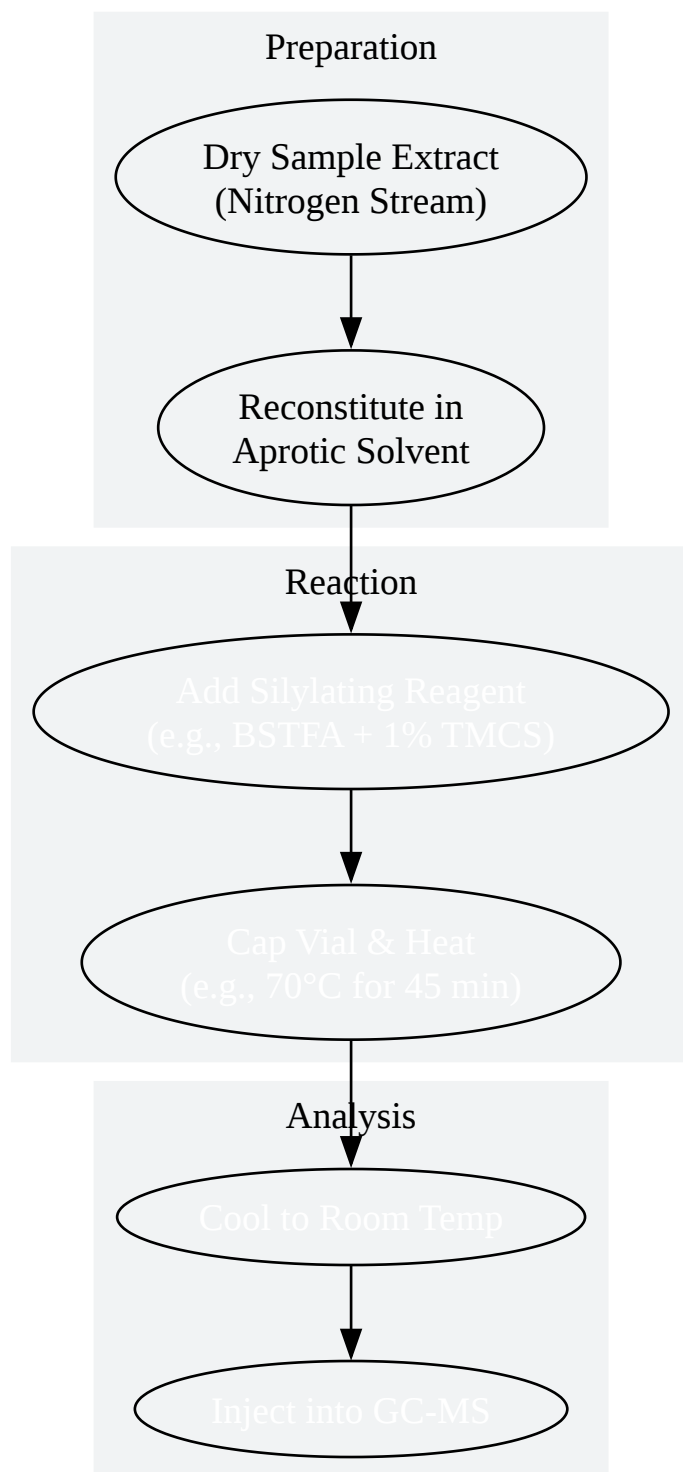 Preparation
Dry Sample Extract
(Nitrogen Stream)
Reconstitute in
Aprotic Solvent
Reaction
Add Silylating Reagent
(e.g., BSTFA + 1% TMCS)
Cap Vial & Heat
(e.g., 70°C for 45 min)
Analysis
Cool to Room Temp
Inject into GC-MS